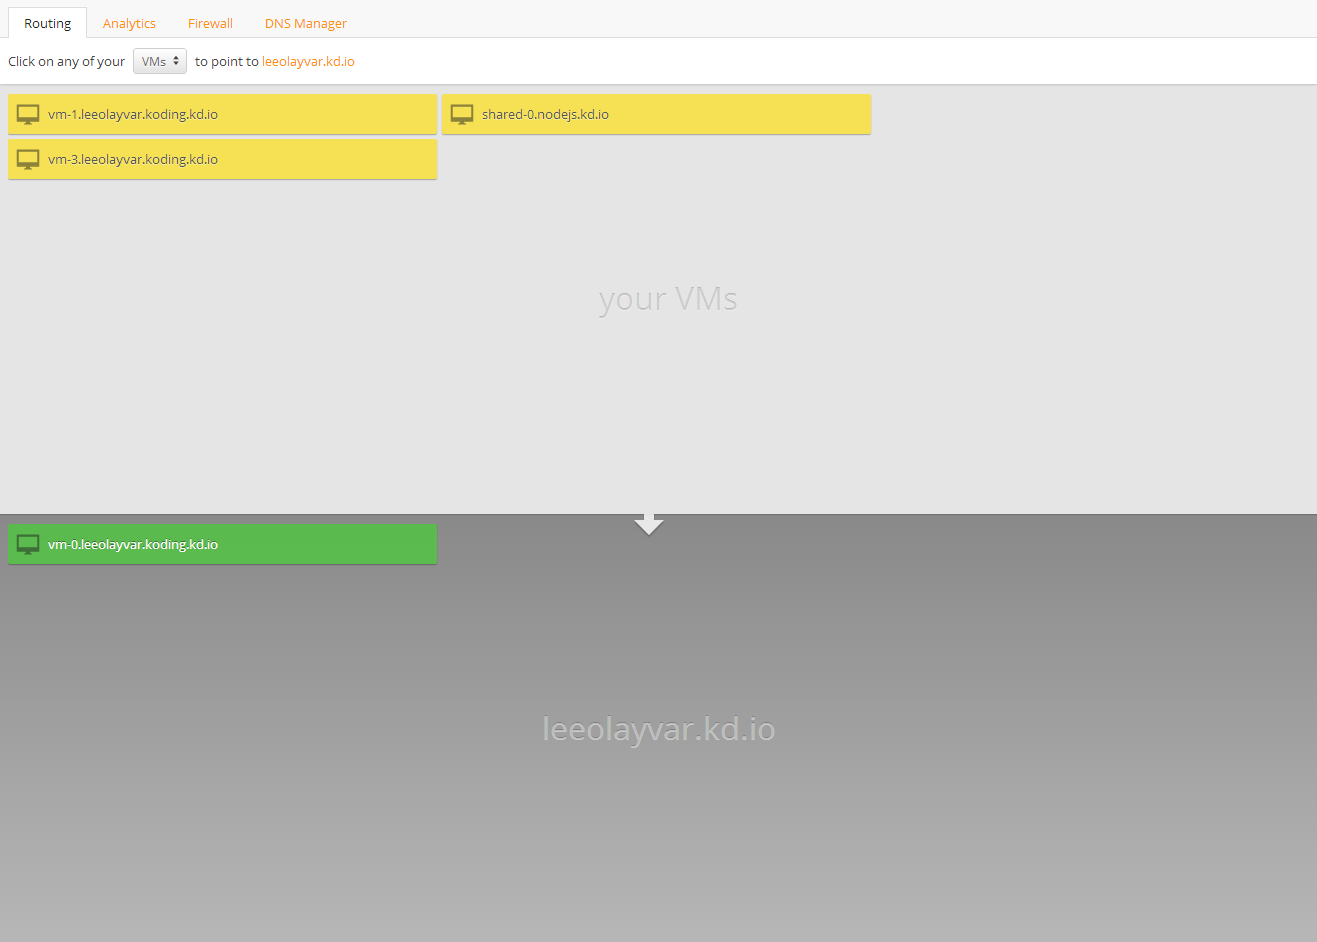 Routing Analytics Firewall DNS Manager
Click on any of your VMs to point to leeolayvar.kd.io
vm-1.leeolayvar.koding.kd.io shared-0.nodejs.kd.io
vm-3.leeolayvar.koding.kd.io
your VMs
vm-0.leeolayvar.koding.kd.io
leeolayvar.kd.io